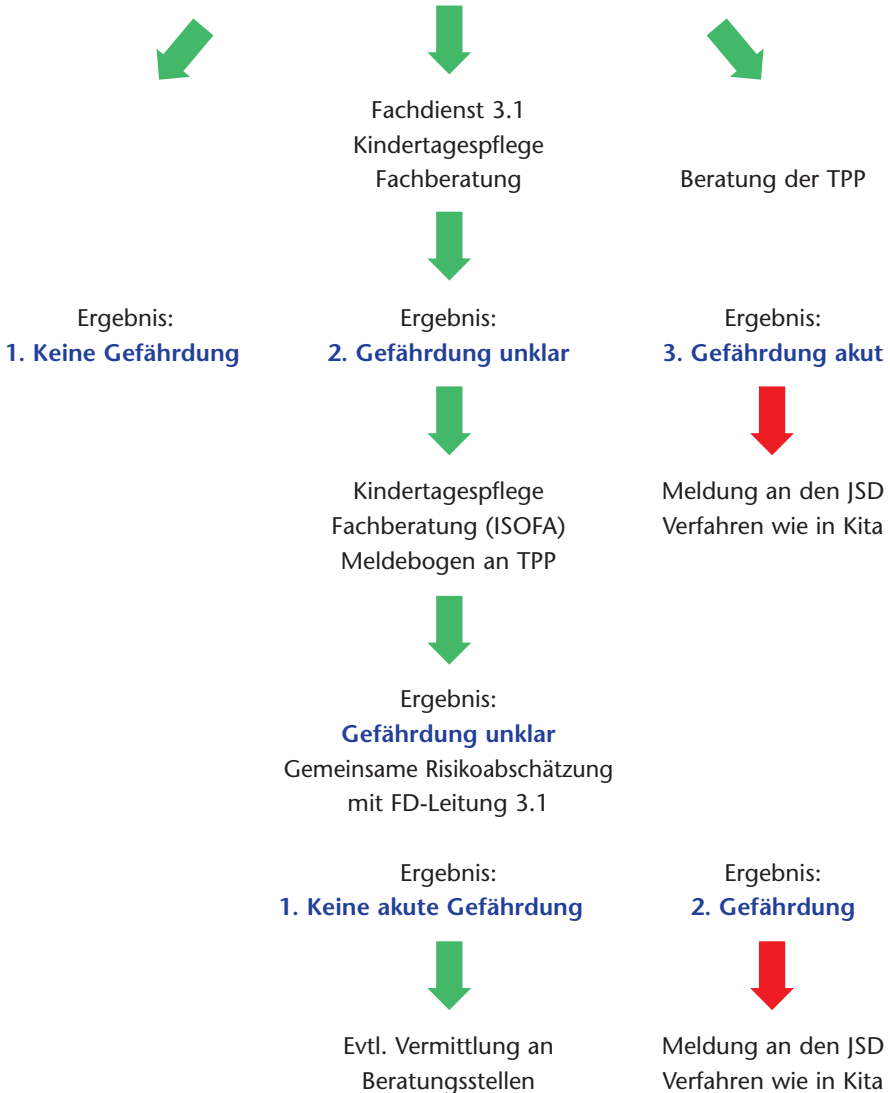 Fachdienst 3.1
Kindertagespflege
Fachberatung
Beratung der TPP
Ergebnis:
1. Keine Gefährdung
Ergebnis:
2. Gefährdung unklar
Ergebnis:
3. Gefährdung akut
Kindertagespflege
Fachberatung (ISOFA)
Meldebogen an TPP
Meldung an den JSD
Verfahren wie in Kita
Ergebnis:
Gefährdung unklar
Gemeinsame Risikoabschätzung
mit FD-Leitung 3.1
Ergebnis:
1. Keine akute Gefährdung
Ergebnis:
2. Gefährdung
Evtl. Vermittlung an
Beratungsstellen
Meldung an den JSD
Verfahren wie in Kita